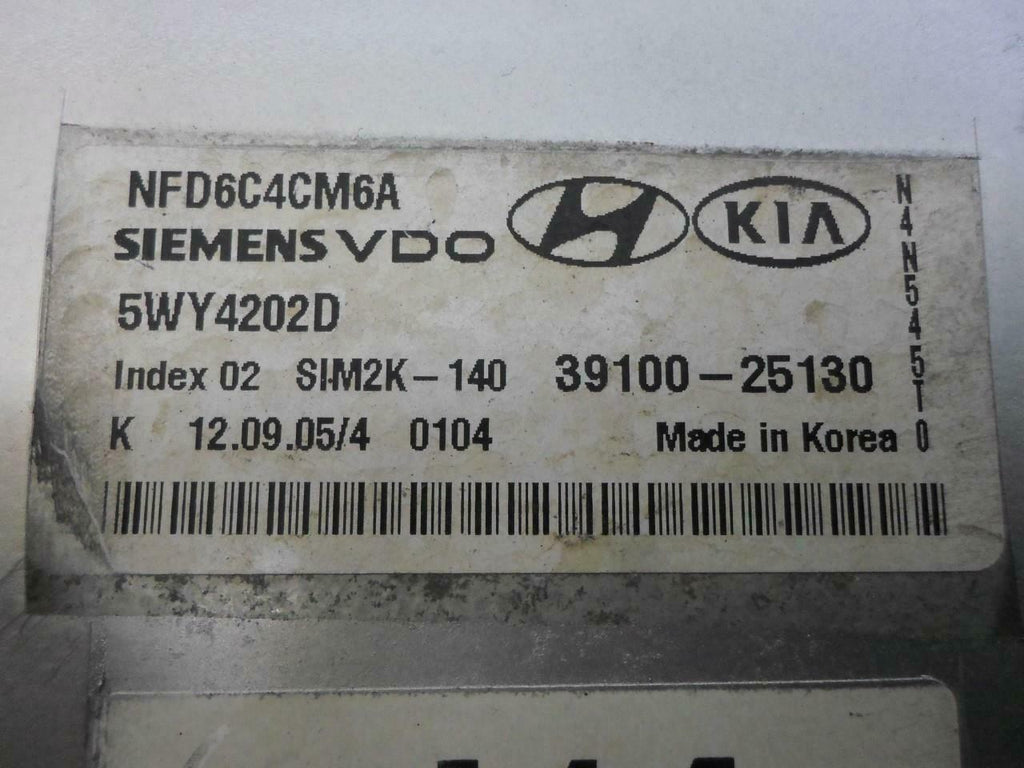 NFD6C4CM6A
SIEMENS VDO
KIA
5WY4202D
Index 02 SIM2K-140 39100-25130
K 12.09.05/4 0104 Made in Korea
N4N545T0